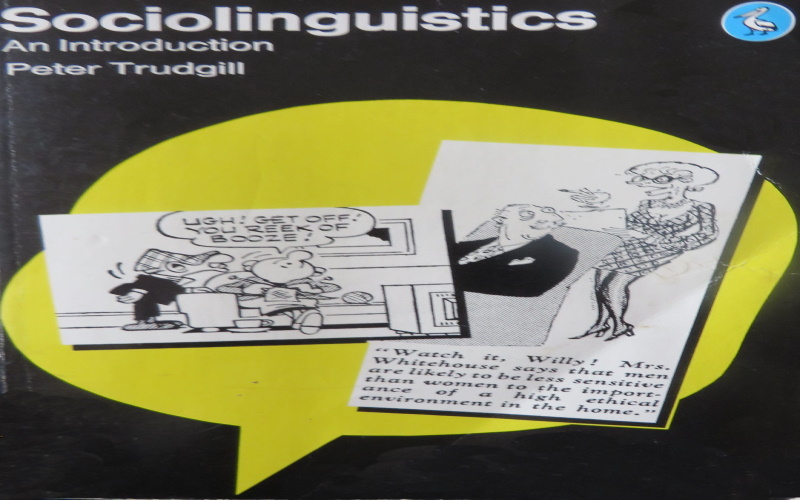 Sociolinguistics
An Introduction
Peter Trudgill
UGH! GET OFF!
YOU REEK OF
BOOZE!
"Watch it, Willy! Mrs.
Whitehouse says that men
are likely to be less sensitive
than women to the import-
ance of a high ethical
environment in the home."